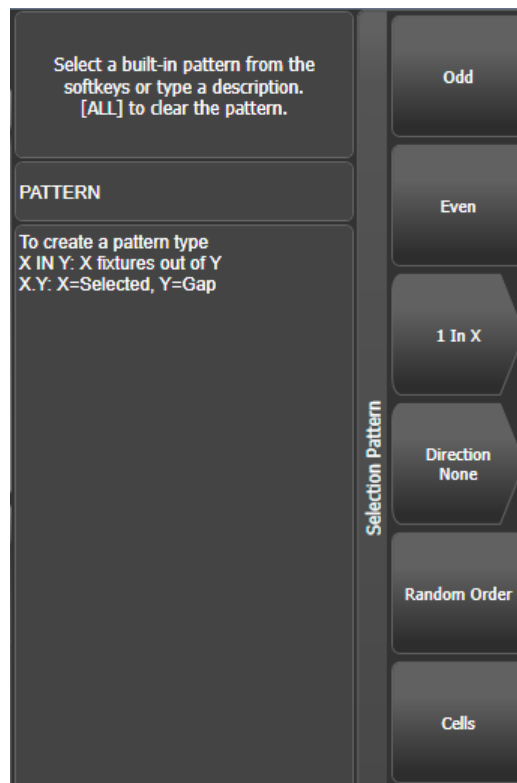 Select a built-in pattern from the
softkeys or type a description.
[ALL] to clear the pattern.
PATTERN
To create a pattern type
X IN Y: X fixtures out of Y
X.Y: X=Selected, Y=Gap
Selection Pattern
Odd
Even
1 In X
Direction
None
Random Order
Cells